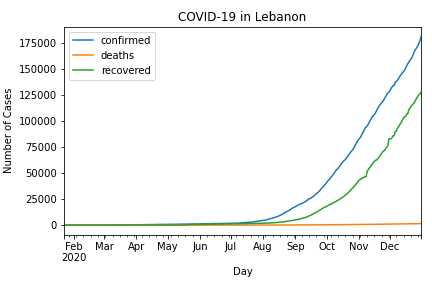 COVID-19 in Lebanon
confirmed
deaths
recovered
Number of Cases
175000
150000
125000
100000
75000
50000
25000
0
Feb Mar Apr May Jun Jul Aug Sep Oct Nov Dec
2020
Day